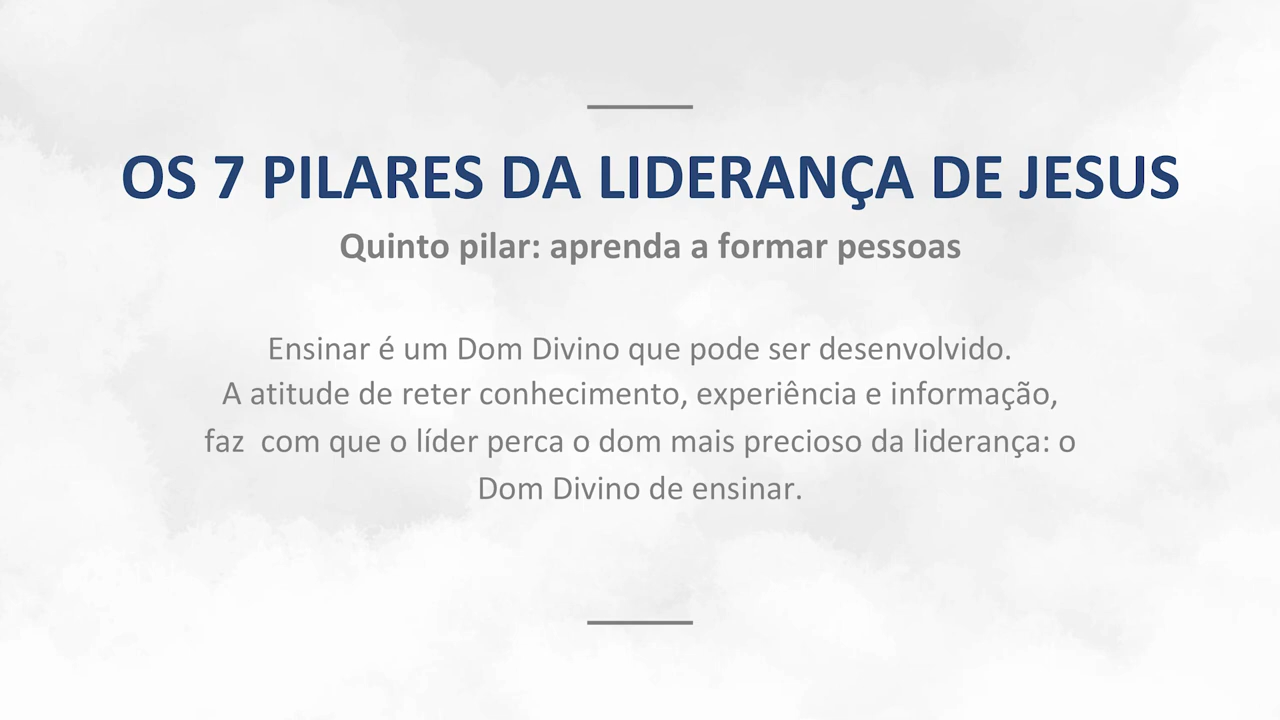 OS 7 PILARES DA LIDERANÇA DE JESUS
Quinto pilar: aprenda a formar pessoas
Ensinar é um Dom Divino que pode ser desenvolvido.
A atitude de reter conhecimento, experiência e informação,
faz  com que o líder perca o dom mais precioso da liderança: o
Dom Divino de ensinar.